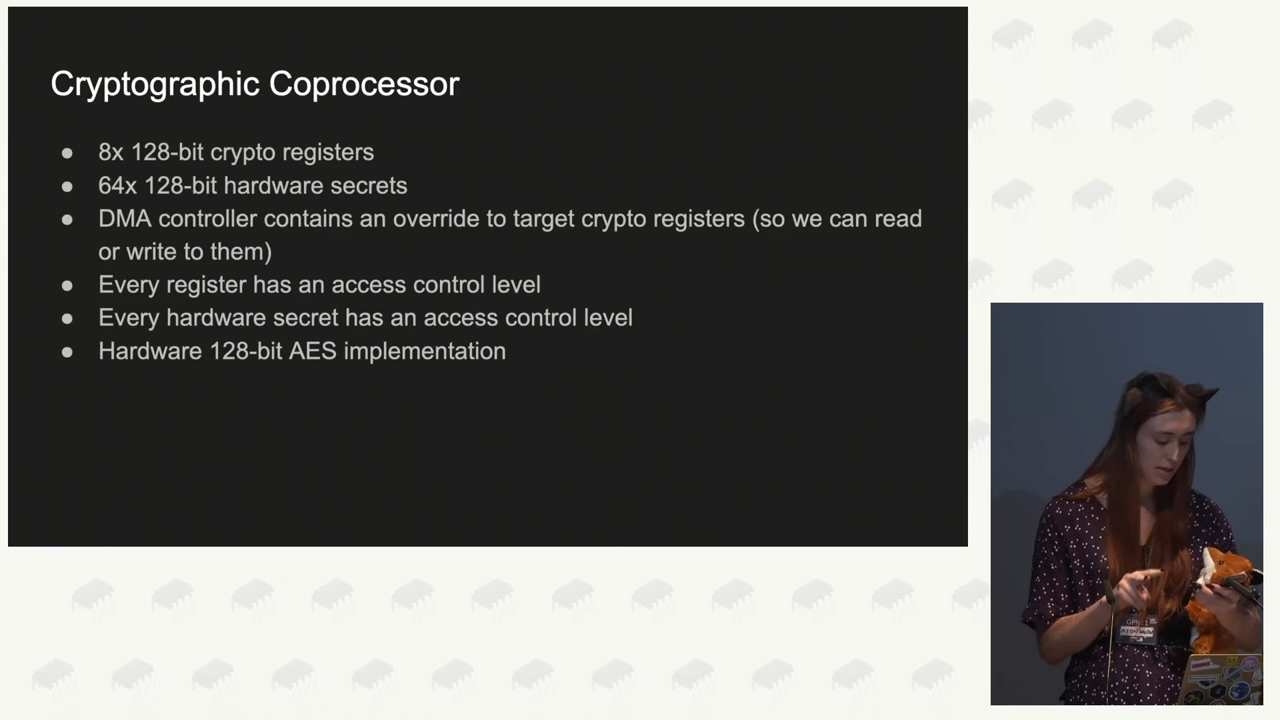 Cryptographic Coprocessor
● 8x 128-bit crypto registers
● 64x 128-bit hardware secrets
● DMA controller contains an override to target crypto registers (so we can read
or write to them)
● Every register has an access control level
● Every hardware secret has an access control level
● Hardware 128-bit AES implementation